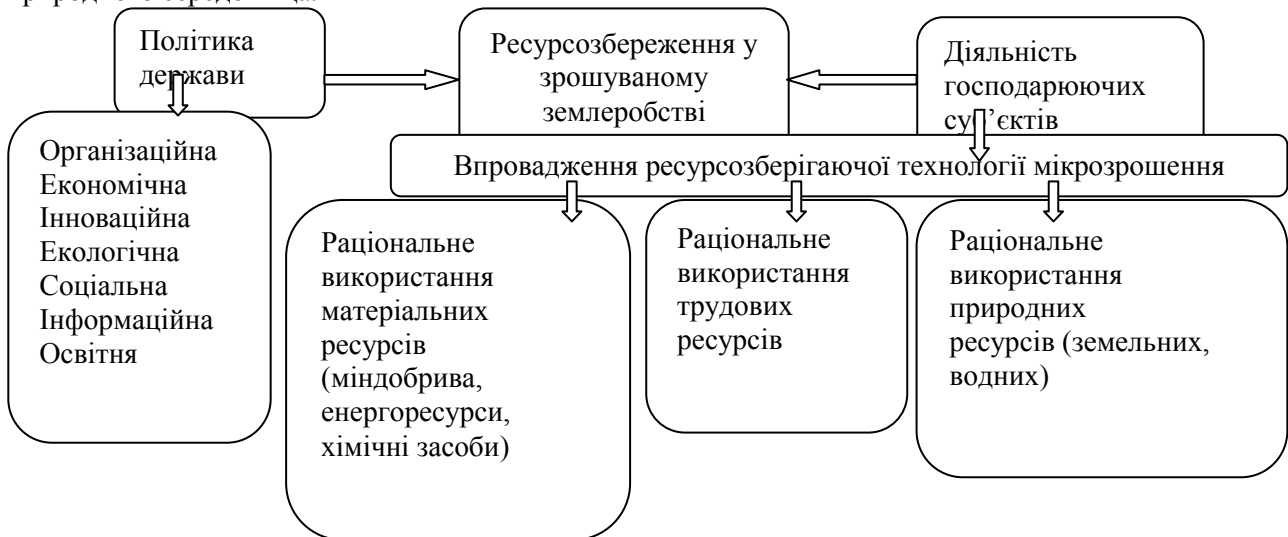 Політика
держави
Ресурсозбереження у
зрошуваному
землеробстві
Діяльність
господарюючих
суб’єктів
Організаційна
Економічна
Інноваційна
Екологічна
Соціальна
Інформаційна
Освітня
Впровадження ресурсозберігаючої технології мікрозрошення
Раціональне
використання
матеріальних
ресурсів
(міндобрива,
енергоресурси,
хімічні засоби)
Раціональне
використання
трудових
ресурсів
Раціональне
використання
природних
ресурсів (земельних,
водних)